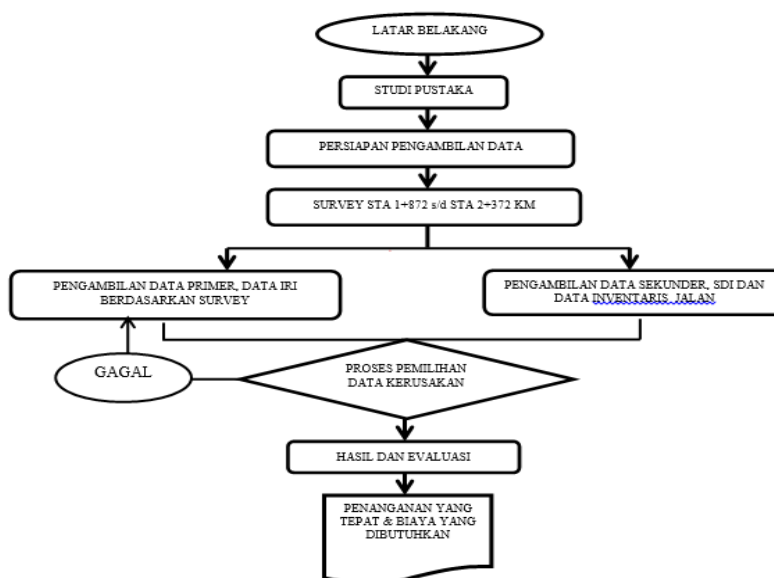 LATAR BELAKANG
STUDI PUSTAKA
PERSIAPAN PENGAMBILAN DATA
SURVEY STA 1+872 s/d STA 2+372 KM
PENGAMBILAN DATA PRIMER, DATA IRI
BERDASARKAN SURVEY
PENGAMBILAN DATA SEKUNDER, SDI DAN
DATA INVENTARIS JALAN
GAGAL
PROSES PEMILIHAN
DATA KERUSAKAN
HASIL DAN EVALUASI
PENANGANAN YANG
TEPAT & BIAYA YANG
DIBUTUHKAN